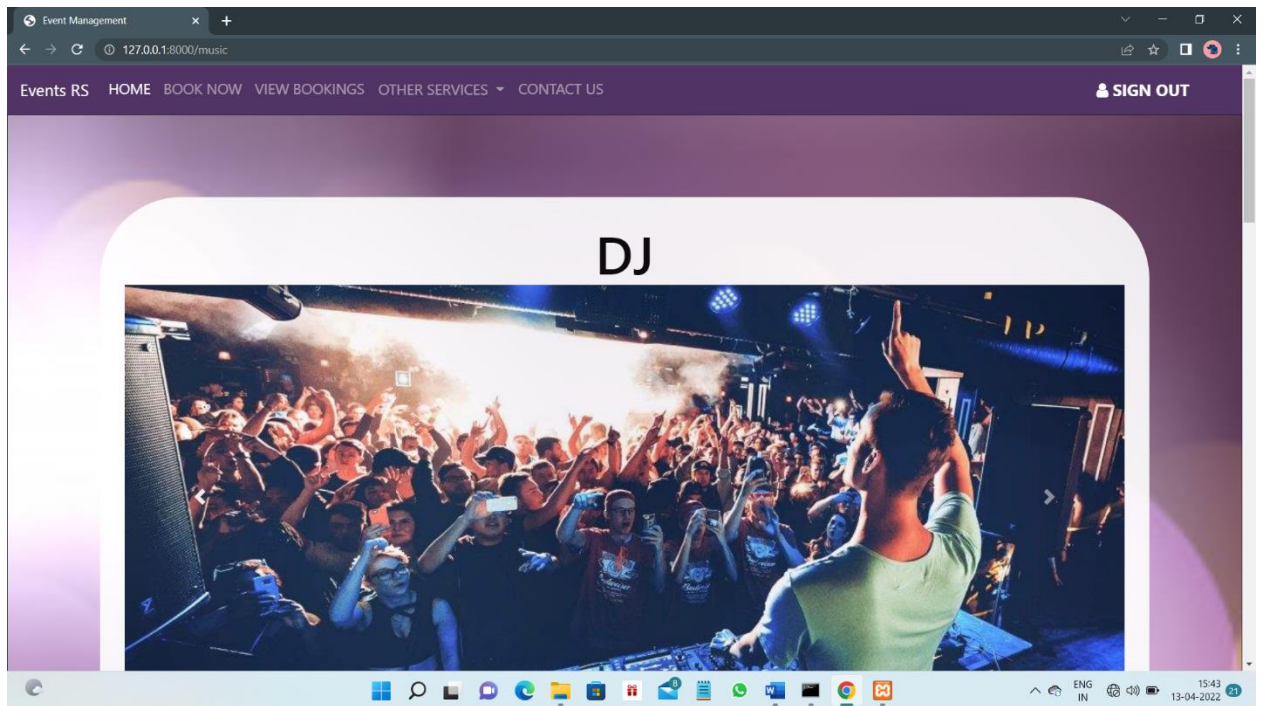 Event Management
127.0.0.1:8000/music
Events RS HOME BOOK NOW VIEW BOOKINGS OTHER SERVICES CONTACT US SIGN OUT
DJ
8
ENG
IN
15:43
13-04-2022
21